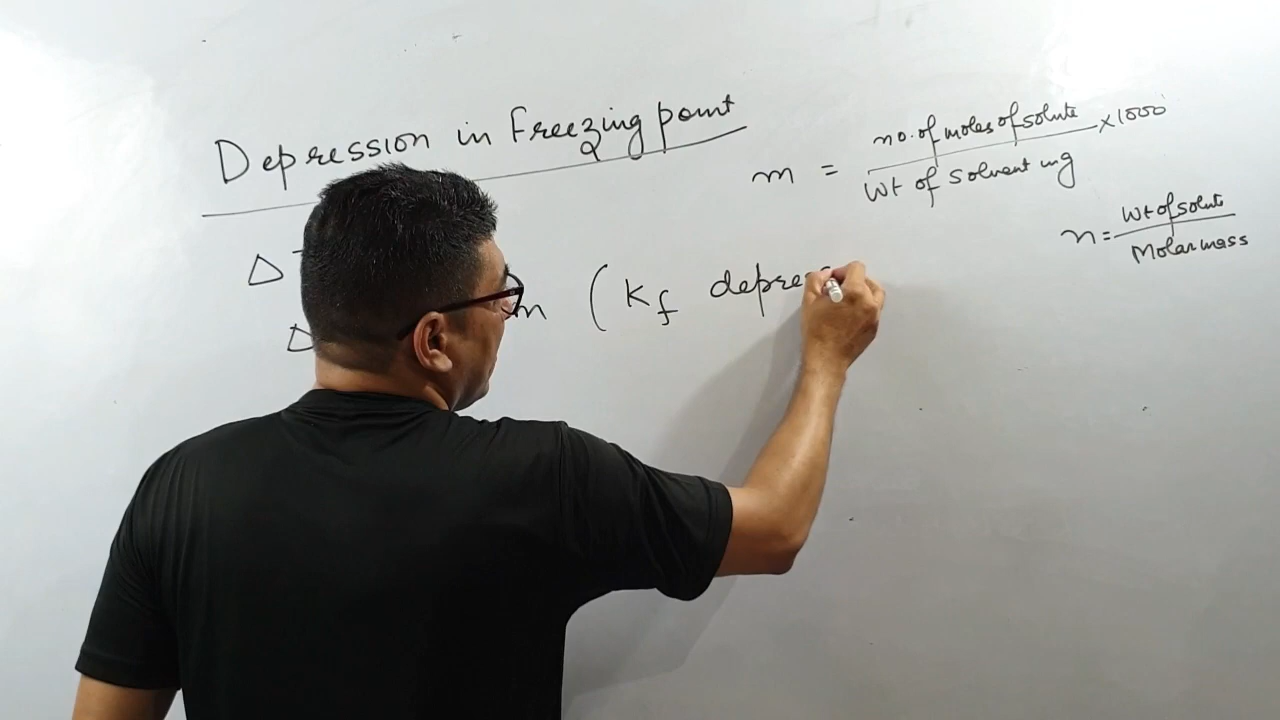 Depression in Freezing point
m = no. of moles of solute × 1000
Wt of solvent in g
n = Wt of solute
Molar mass
Δ
Δ m ( Kf depre